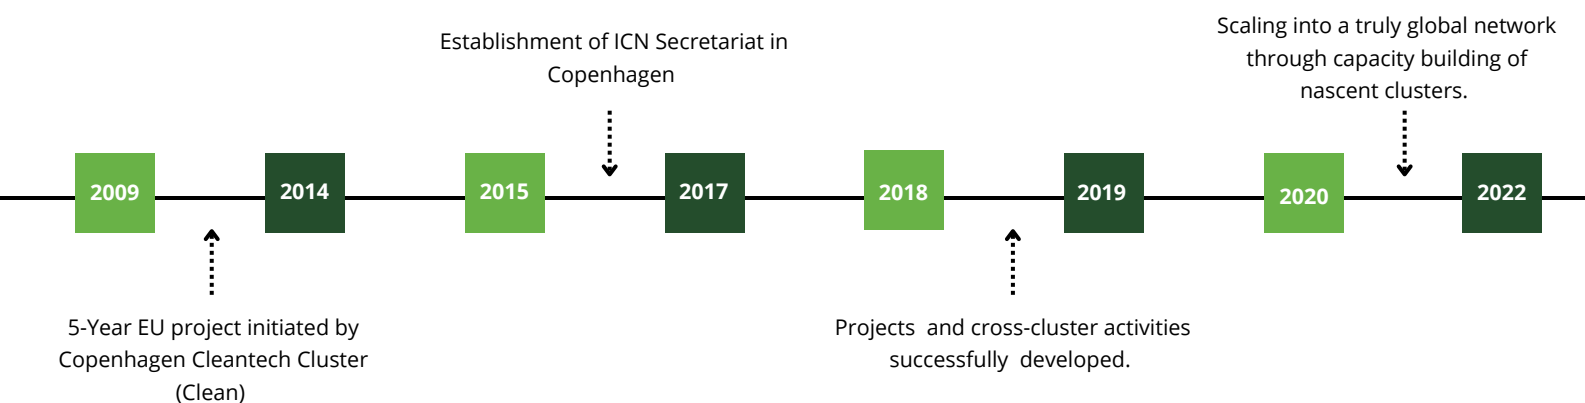 Establishment of ICN Secretariat in
Copenhagen
Scaling into a truly global network
through capacity building of
nascent clusters.
2009
2014
2015
2017
2018
2019
2020
2022
5-Year EU project initiated by
Copenhagen Cleantech Cluster
(Clean)
Projects  and cross-cluster activities
successfully  developed.